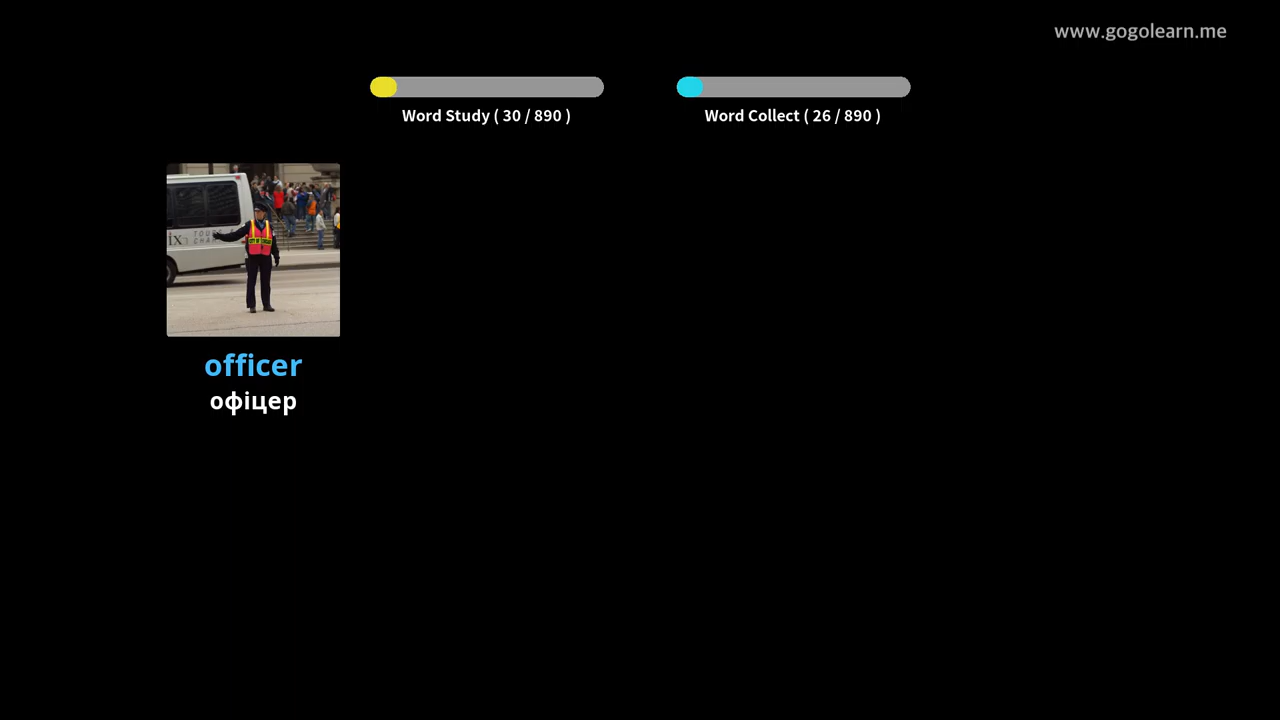 www.gogolearn.me
Word Study ( 30 / 890 )
Word Collect ( 26 / 890 )
officer
офіцер